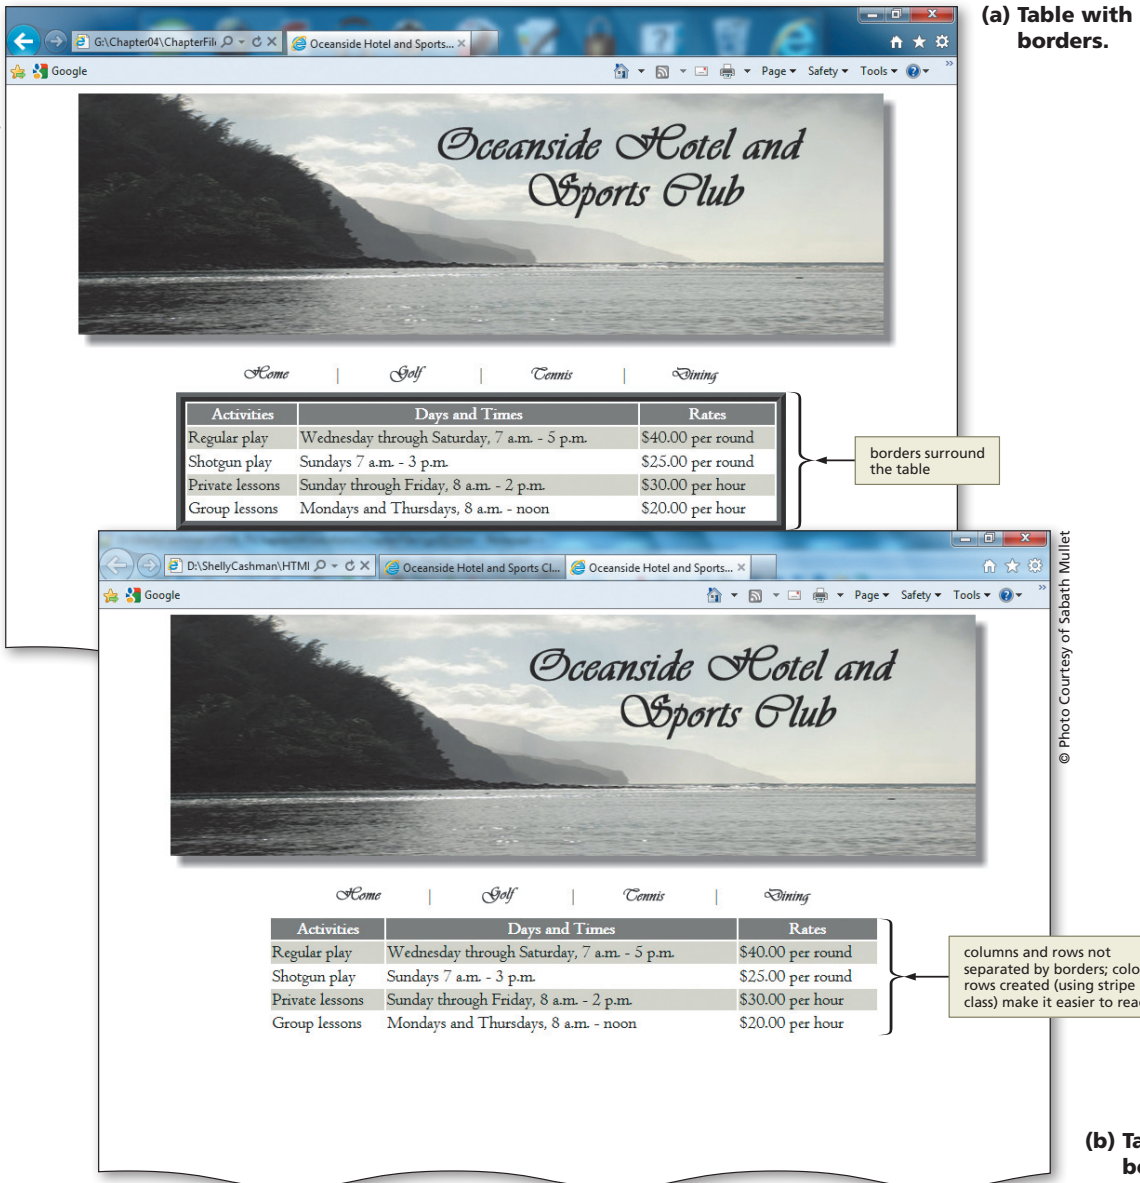 (a) Table with
borders.
G:\Chapter04\ChapterFil
Oceanside Hotel and Sports...
Google
Page Safety Tools
Oceanside Hotel and
Sports Club
Home | Golf | Tennis | Dining
Activities Days and Times Rates
Regular play Wednesday through Saturday, 7 a.m. - 5 p.m. $40.00 per round
Shotgun play Sundays 7 a.m. - 3 p.m. $25.00 per round
Private lessons Sunday through Friday, 8 a.m. - 2 p.m. $30.00 per hour
Group lessons Mondays and Thursdays, 8 a.m. - noon $20.00 per hour
borders surround
the table
D:\ShellyCashman\HTMl
Oceanside Hotel and Sports Cl...
Oceanside Hotel and Sports...
Google
Page Safety Tools
Oceanside Hotel and
Sports Club
© Photo Courtesy of Sabath Mullet
Home | Golf | Tennis | Dining
Activities Days and Times Rates
Regular play Wednesday through Saturday, 7 a.m. - 5 p.m. $40.00 per round
Shotgun play Sundays 7 a.m. - 3 p.m. $25.00 per round
Private lessons Sunday through Friday, 8 a.m. - 2 p.m. $30.00 per hour
Group lessons Mondays and Thursdays, 8 a.m. - noon $20.00 per hour
columns and rows not
separated by borders; colo
rows created (using stripe
class) make it easier to rea
(b) Ta
bo